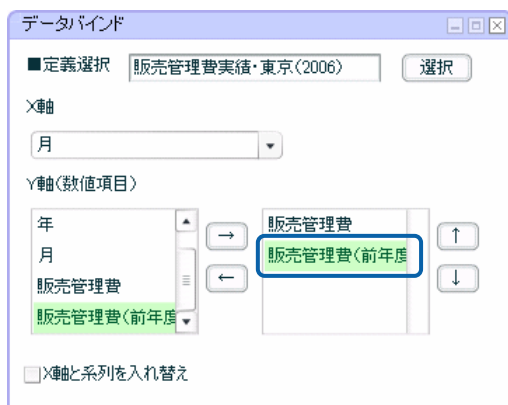 データバインド
■定義選択 販売管理費実績・東京(2006) 選択
X軸
月
Y軸(数値項目)
年
月
販売管理費
販売管理費(前年度
→
←
販売管理費
販売管理費(前年度
↑
↓
X軸と系列を入れ替え